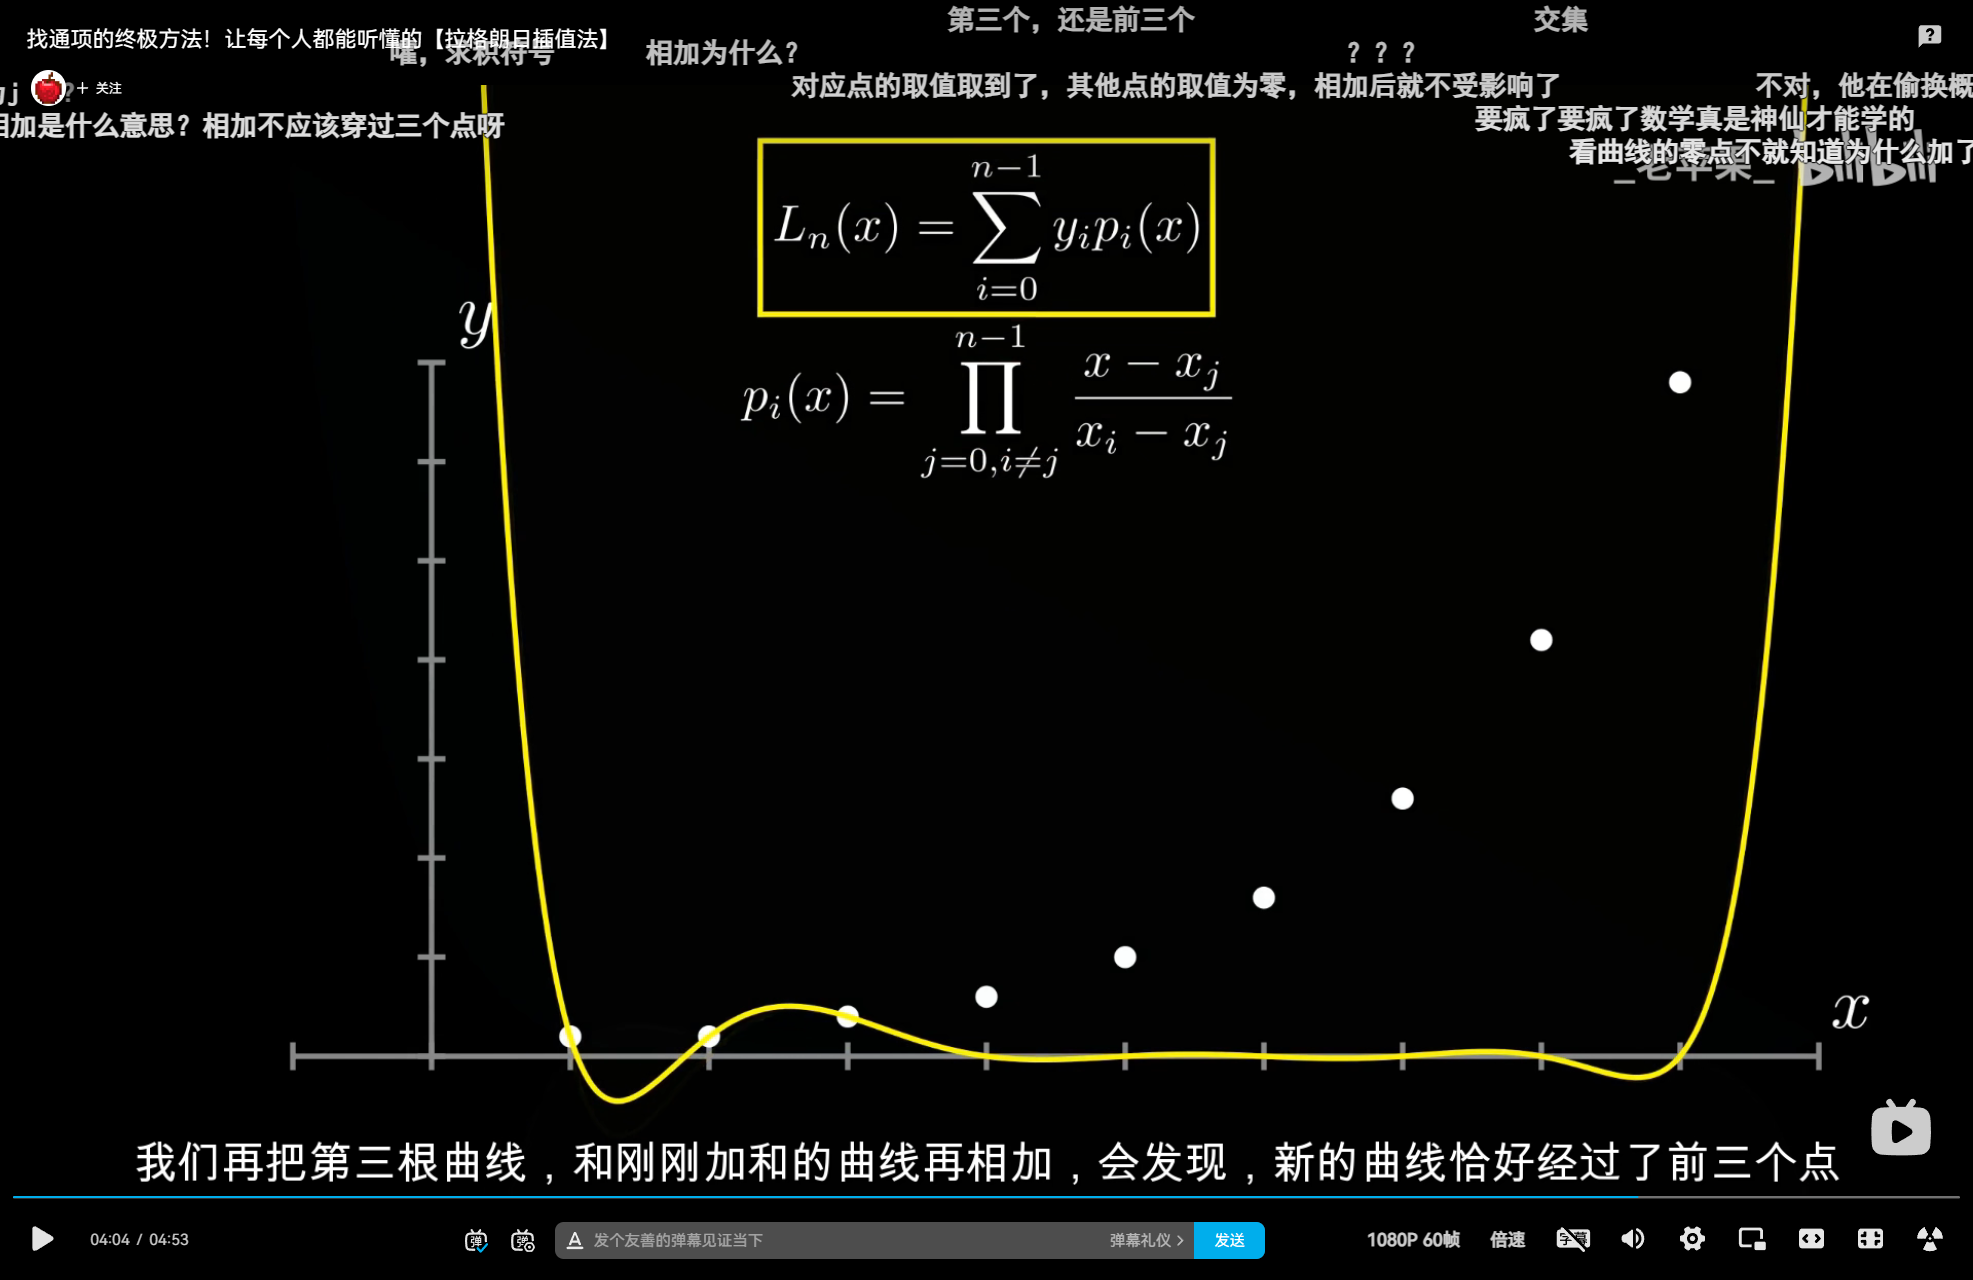 第三个，还是前三个
交集
找通项的终极方法！让每个人都能听懂的【拉格朗日插值法】
嚯，求积符号
相加为什么？
？？？
+ 关注
对应点的取值取到了，其他点的取值为零，相加后就不受影响了
不对，他在偷换概
相加是什么意思？相加不应该穿过三个点呀
要疯了要疯了数学真是神仙才能学的
看曲线的零点不就知道为什么加了
_老苹果_ bilibili
L_n(x) = \sum_{i=0}^{n-1} y_i p_i(x)
y
p_i(x) = \prod_{j=0,i≠j}^{n-1} \frac{x - x_j}{x_i - x_j}
x
我们再把第三根曲线，和刚刚加和的曲线再相加，会发现，新的曲线恰好经过了前三个点
04:04 / 04:53
弹
弹
A 发个友善的弹幕见证当下
弹幕礼仪 >
发送
1080P 60帧
倍速
字幕